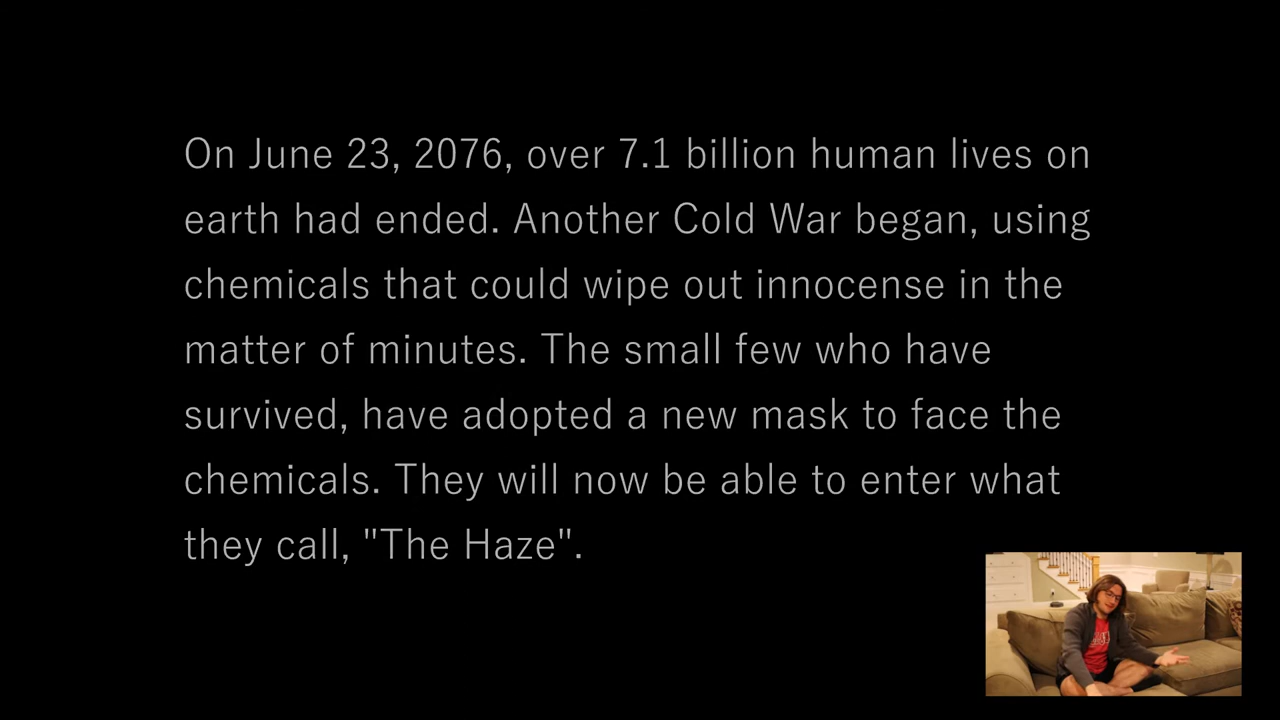 On June 23, 2076, over 7.1 billion human lives on
earth had ended. Another Cold War began, using
chemicals that could wipe out innocense in the
matter of minutes. The small few who have
survived, have adopted a new mask to face the
chemicals. They will now be able to enter what
they call, "The Haze".